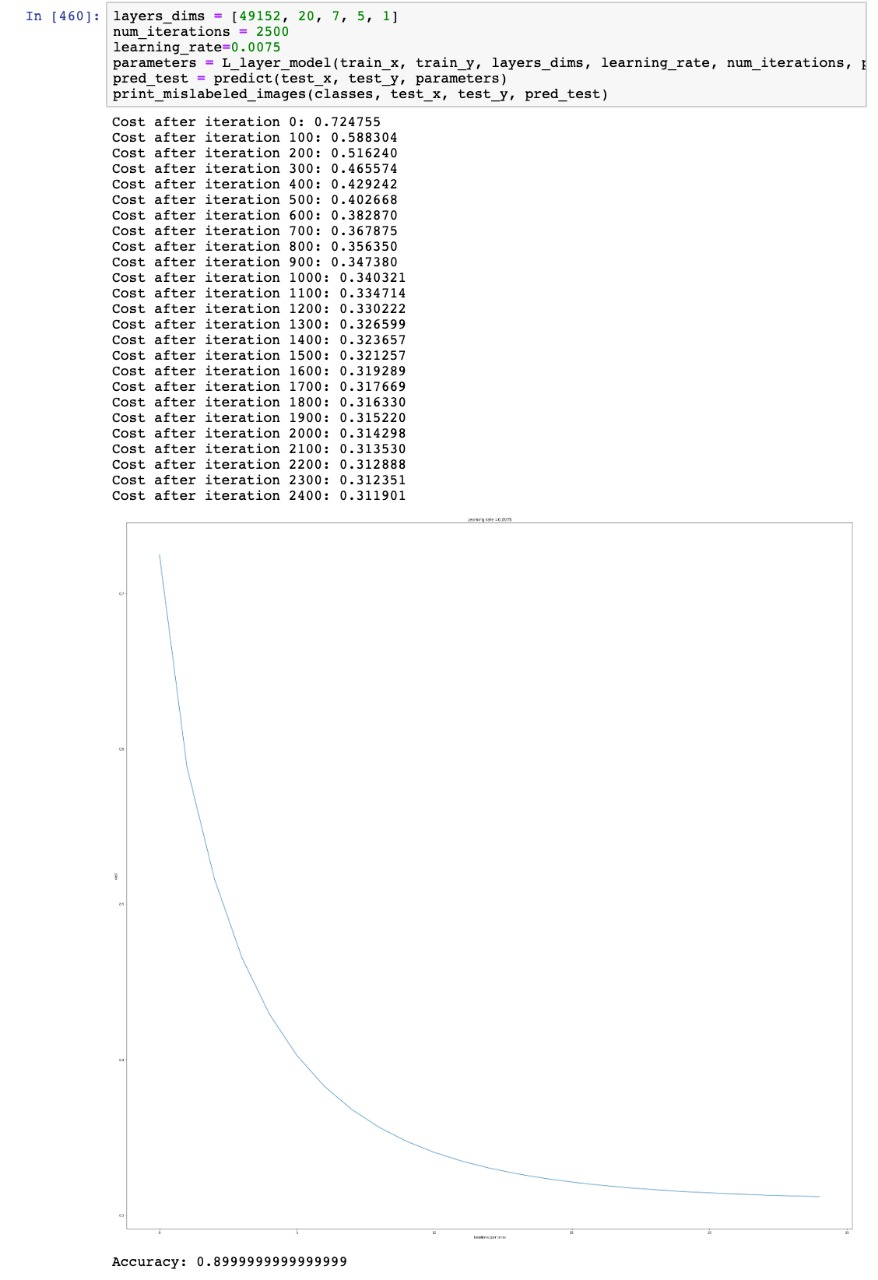 In [460]: layers_dims = [49152, 20, 7, 5, 1]
num_iterations = 2500
learning_rate=0.0075
parameters = L_layer_model(train_x, train_y, layers_dims, learning_rate, num_iterations, p
pred_test = predict(test_x, test_y, parameters)
print_mislabeled_images(classes, test_x, test_y, pred_test)
Cost after iteration 0: 0.724755
Cost after iteration 100: 0.588304
Cost after iteration 200: 0.516240
Cost after iteration 300: 0.465574
Cost after iteration 400: 0.429242
Cost after iteration 500: 0.402668
Cost after iteration 600: 0.382870
Cost after iteration 700: 0.367875
Cost after iteration 800: 0.356350
Cost after iteration 900: 0.347380
Cost after iteration 1000: 0.340321
Cost after iteration 1100: 0.334714
Cost after iteration 1200: 0.330222
Cost after iteration 1300: 0.326599
Cost after iteration 1400: 0.323657
Cost after iteration 1500: 0.321257
Cost after iteration 1600: 0.319289
Cost after iteration 1700: 0.317669
Cost after iteration 1800: 0.316330
Cost after iteration 1900: 0.315220
Cost after iteration 2000: 0.314298
Cost after iteration 2100: 0.313530
Cost after iteration 2200: 0.312888
Cost after iteration 2300: 0.312351
Cost after iteration 2400: 0.311901
Learning rate =0.0075
Accuracy: 0.8999999999999999